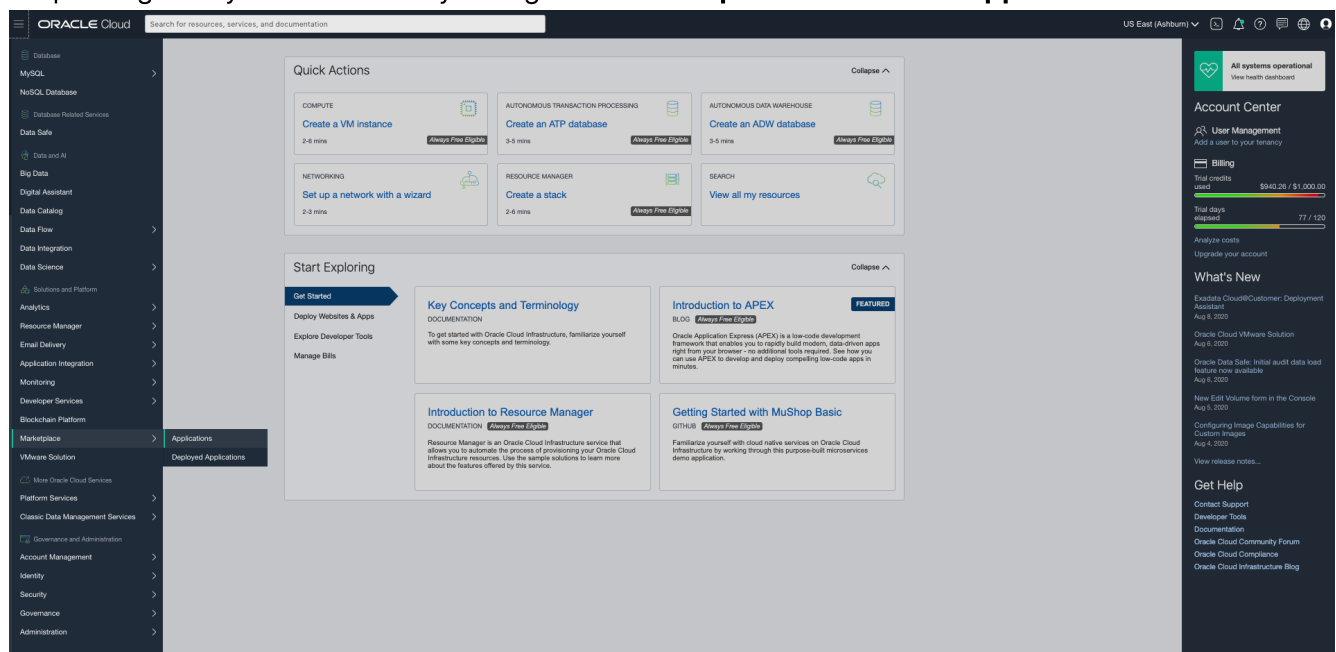 ORACLE Cloud
Search for resources, services, and documentation
US East (Ashburn)
Database
MySQL
NoSQL Database
Database Related Services
Data Safe
Data and AI
Big Data
Digital Assistant
Data Catalog
Data Flow
Data Integration
Data Science
Solutions and Platform
Analytics
Resource Manager
Email Delivery
Application Integration
Monitoring
Developer Services
Blockchain Platform
Marketplace
Applications
Deployed Applications
VMware Solution
More Oracle Cloud Services
Platform Services
Classic Data Management Services
Governance and Administration
Account Management
Identity
Security
Governance
Administration
Quick Actions
Collapse
COMPUTE
Create a VM instance
2-6 mins
Always Free Eligible
AUTONOMOUS TRANSACTION PROCESSING
Create an ATP database
3-5 mins
Always Free Eligible
AUTONOMOUS DATA WAREHOUSE
Create an ADW database
3-5 mins
Always Free Eligible
NETWORKING
Set up a network with a wizard
2-3 mins
RESOURCE MANAGER
Create a stack
2-6 mins
Always Free Eligible
SEARCH
View all my resources
Start Exploring
Collapse
Get Started
Deploy Websites & Apps
Explore Developer Tools
Manage Bills
Key Concepts and Terminology
DOCUMENTATION
To get started with Oracle Cloud Infrastructure, familiarize yourself
with some key concepts and terminology.
Introduction to APEX
FEATURED
BLOG Always Free Eligible
Oracle Application Express (APEX) is a low-code development
framework that enables you to rapidly build modern, data-driven apps
right from your browser - no additional tools required. See how you
can use APEX to develop and deploy compelling low-code apps in
minutes.
Introduction to Resource Manager
DOCUMENTATION Always Free Eligible
Resource Manager is an Oracle Cloud Infrastructure service that
allows you to automate the process of provisioning your Oracle Cloud
Infrastructure resources. Use the sample solutions to learn more
about the features offered by this service.
Getting Started with MuShop Basic
GITHUB Always Free Eligible
Familiarize yourself with cloud native services on Oracle Cloud
Infrastructure by working through this purpose-built microservices
demo application.
All systems operational
View health dashboard
Account Center
User Management
Add a user to your tenancy
Billing
Trial credits
used $940.26 / $1,000.00
Trial days
elapsed 77 / 120
Analyze costs
Upgrade your account
What's New
Exadata Cloud@Customer: Deployment
Assistant
Aug 8, 2020
Oracle Cloud VMware Solution
Aug 6, 2020
Oracle Data Safe: Initial audit data load
feature now available
Aug 6, 2020
New Edit Volume form in the Console
Aug 5, 2020
Configuring Image Capabilities for
Custom Images
Aug 4, 2020
View release notes...
Get Help
Contact Support
Developer Tools
Documentation
Oracle Cloud Community Forum
Oracle Cloud Compliance
Oracle Cloud Infrastructure Blog